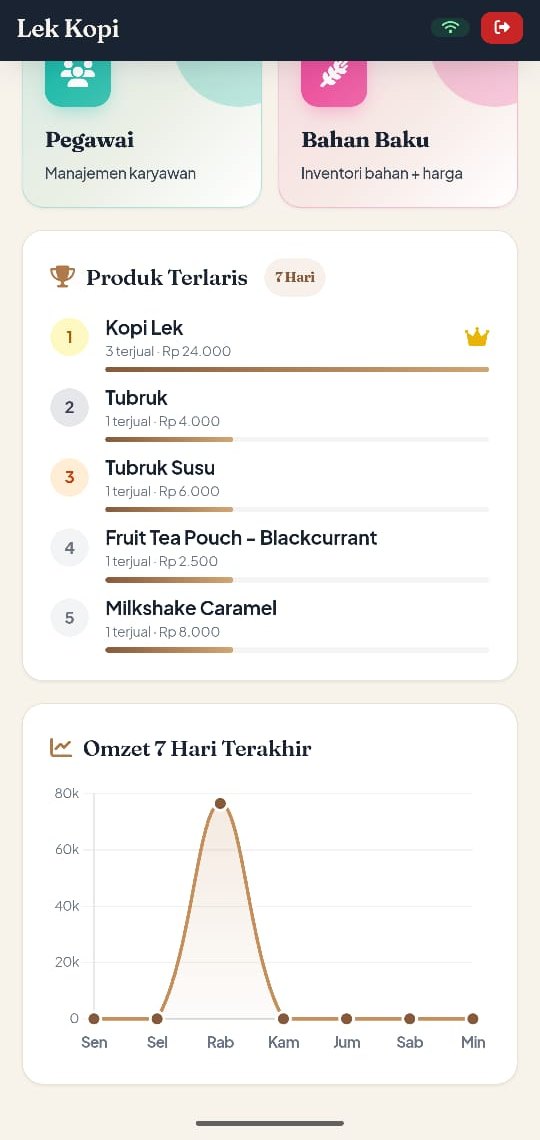 Lek Kopi
Pegawai
Manajemen karyawan
Bahan Baku
Inventori bahan + harga
Produk Terlaris
7 Hari
1
Kopi Lek
3 terjual · Rp 24.000
2
Tubruk
1 terjual · Rp 4.000
3
Tubruk Susu
1 terjual · Rp 6.000
4
Fruit Tea Pouch – Blackcurrant
1 terjual · Rp 2.500
5
Milkshake Caramel
1 terjual · Rp 8.000
Omzet 7 Hari Terakhir
80k
60k
40k
20k
0
Sen Sel Rab Kam Jum Sab Min